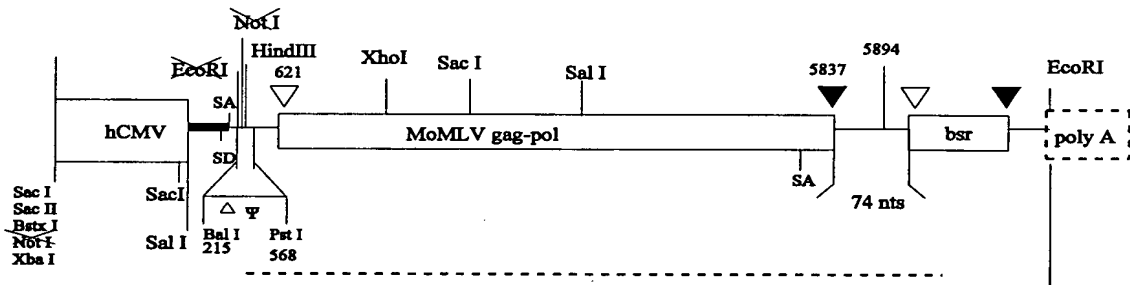 Not I
HindIII
EcoRI
621
XhoI
Sac I
Sal I
5837
5894
EcoRI
SA
hCMV
MoMLV gag-pol
bsr
poly A
SD
SA
SacI
74 nts
Sac I
Sac II
Bstx I
Not I
Xba I
Sal I
Δ Ψ
Bal I
215
Pst I
568